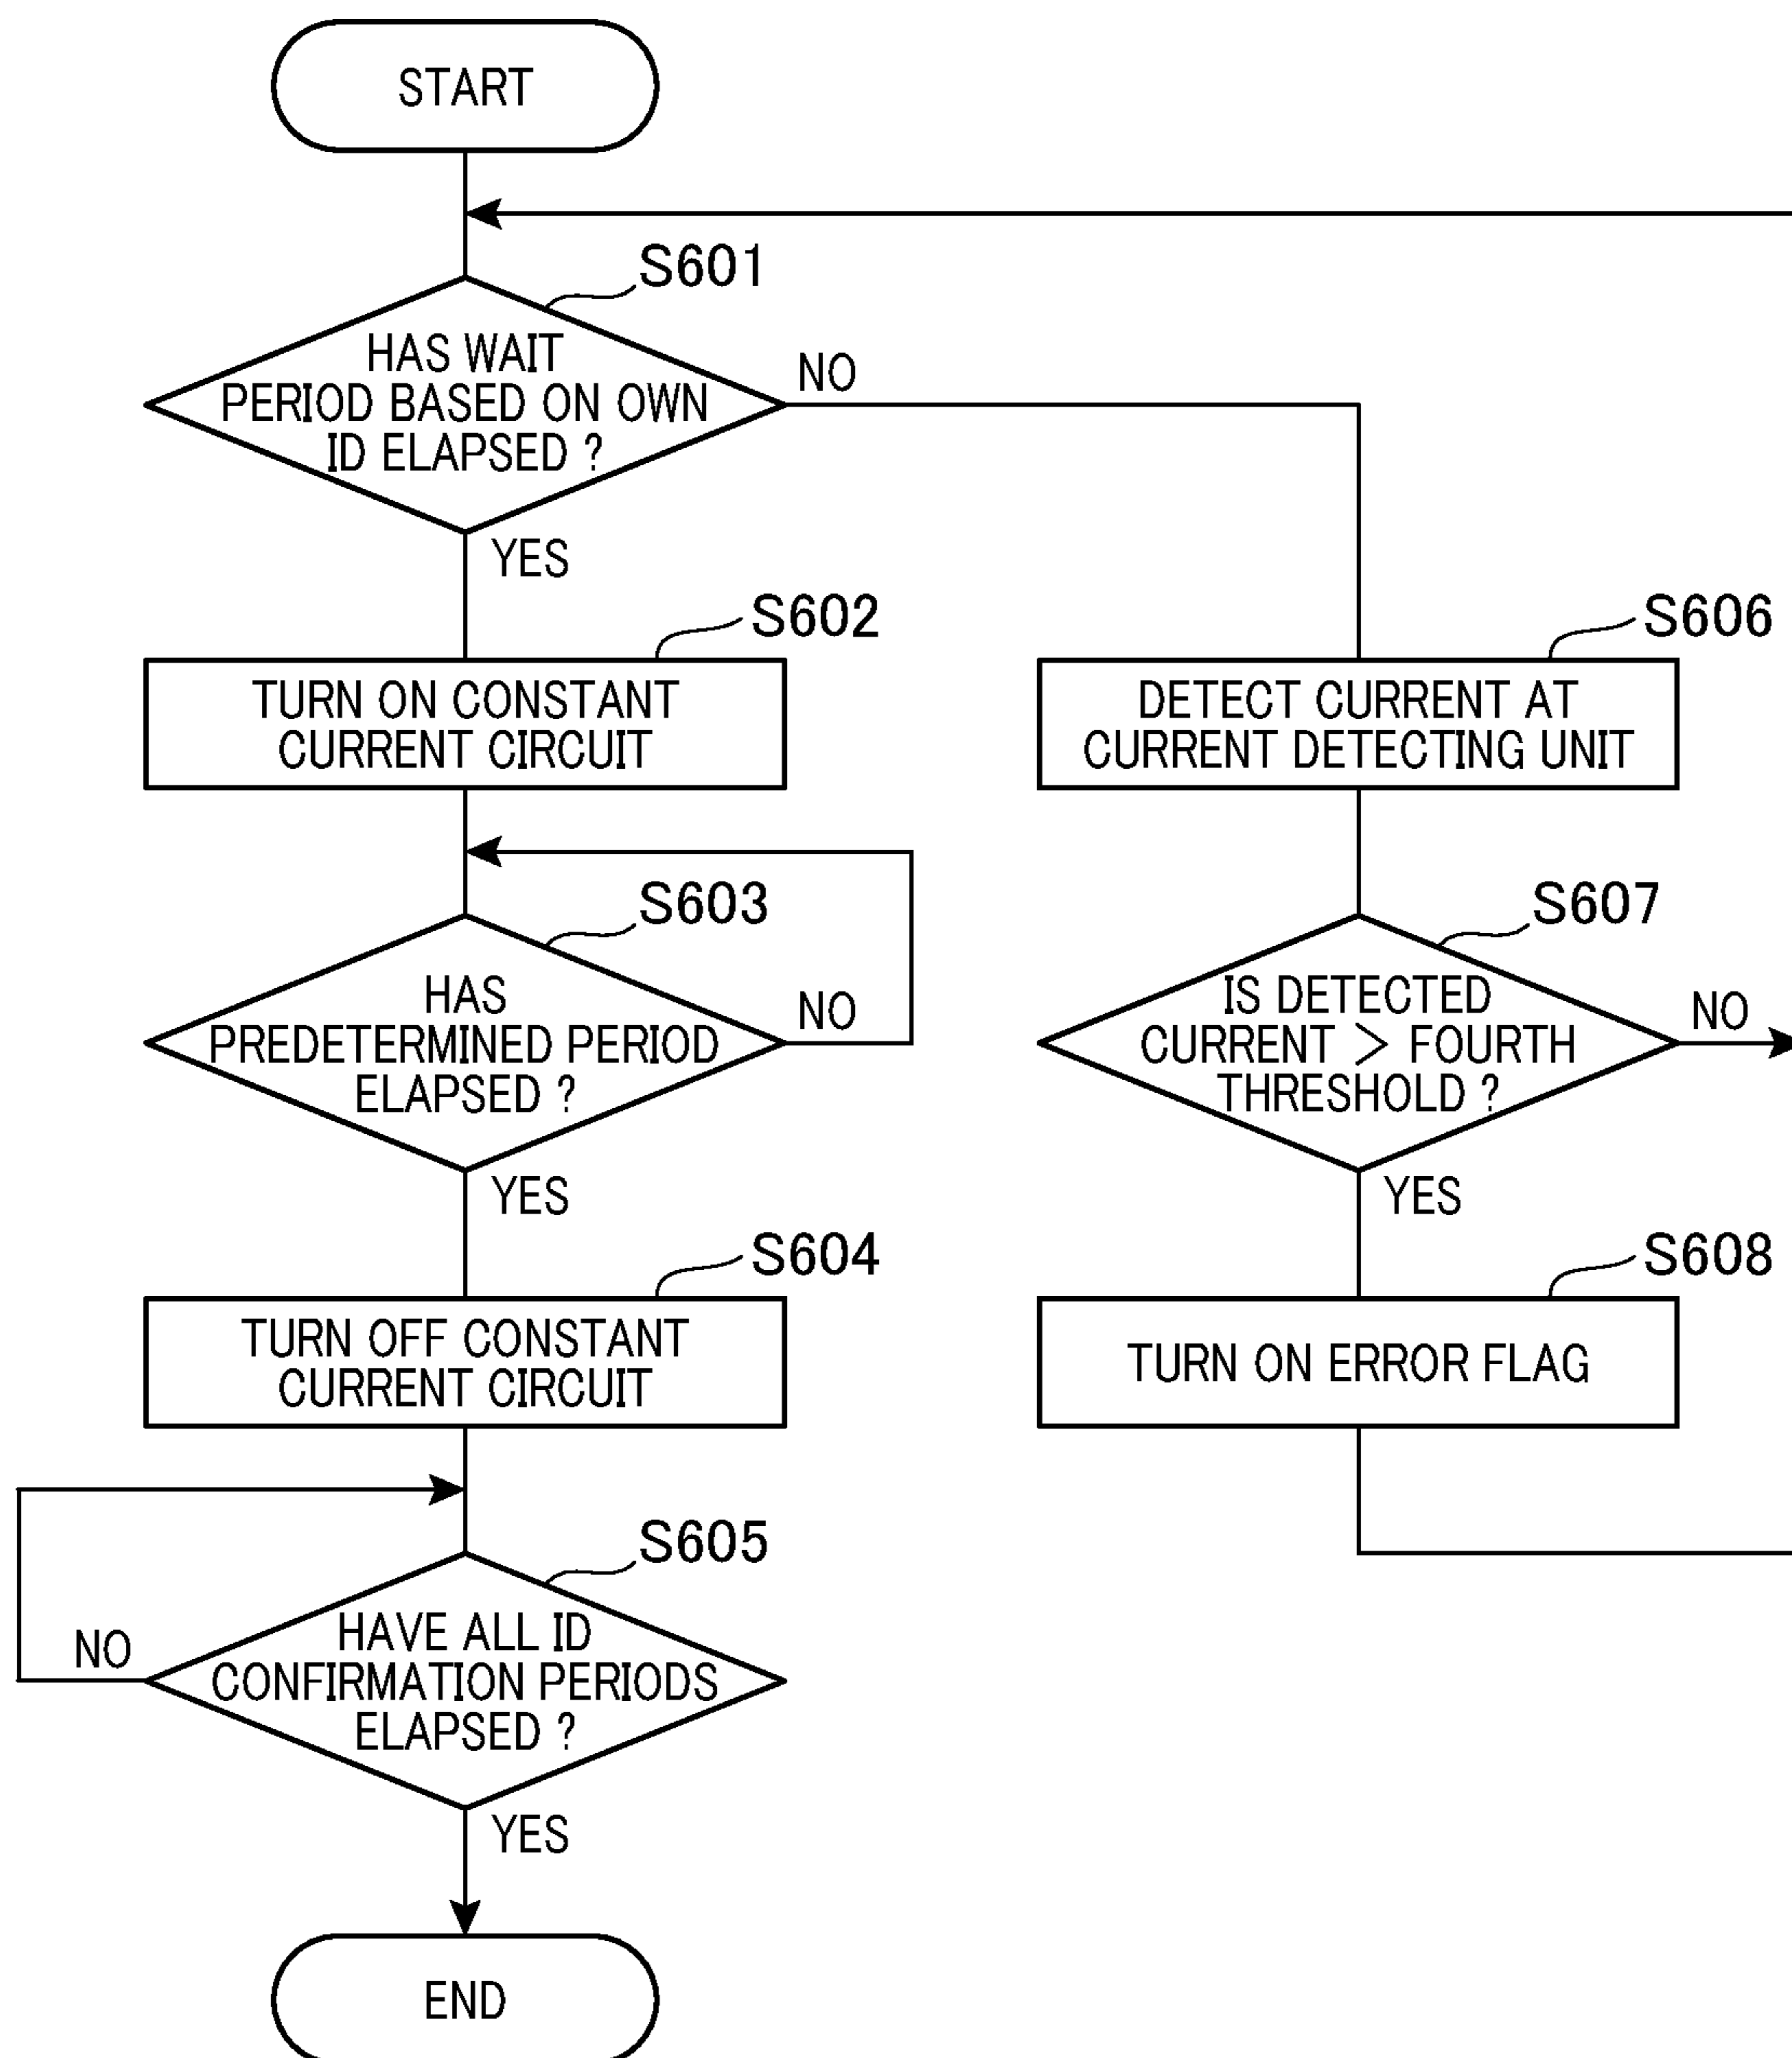 START
S601
HAS WAIT
PERIOD BASED ON OWN
ID ELAPSED ?
NO
YES
S602
TURN ON CONSTANT
CURRENT CIRCUIT
S603
HAS
PREDETERMINED PERIOD
ELAPSED ?
NO
YES
S604
TURN OFF CONSTANT
CURRENT CIRCUIT
S605
HAVE ALL ID
CONFIRMATION PERIODS
ELAPSED ?
NO
YES
END
S606
DETECT CURRENT AT
CURRENT DETECTING UNIT
S607
IS DETECTED
CURRENT > FOURTH
THRESHOLD ?
NO
YES
S608
TURN ON ERROR FLAG